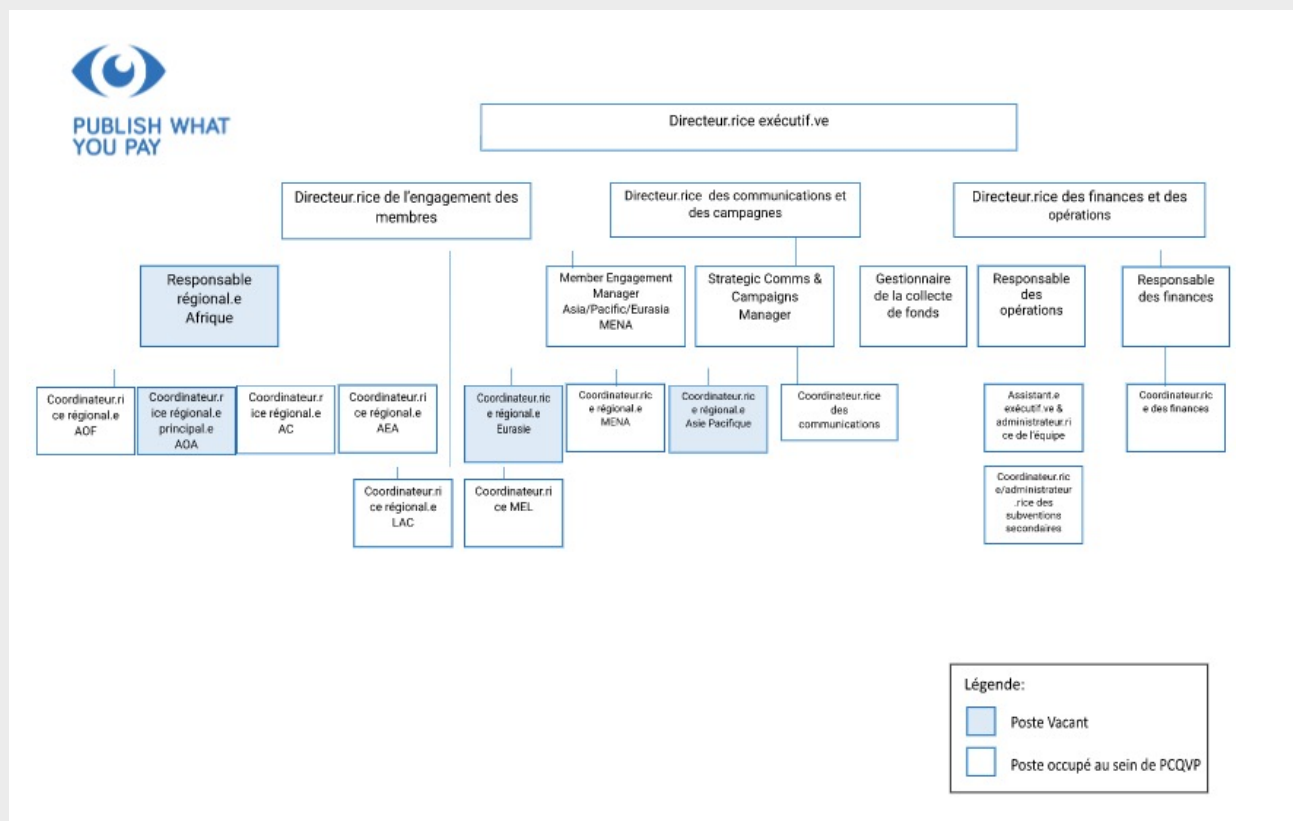 PUBLISH WHAT
YOU PAY
Directeur.rice exécutif.ve
Directeur.rice de l'engagement des
membres
Directeur.rice des communications et
des campagnes
Directeur.rice des finances et des
opérations
Responsable
régional.e
Afrique
Member Engagement
Manager
Asia/Pacific/Eurasia
MENA
Strategic Comms &
Campaigns
Manager
Gestionnaire
de la collecte
de fonds
Responsable
des
opérations
Responsable
des finances
Coordinateur.ri
ce régional.e
AOF
Coordinateur.r
ice régional.e
principal.e
AOA
Coordinateur.r
ice régional.e
AC
Coordinateur.ri
ce régional.e
AEA
Coordinateur.ric
e régional.e
Eurasie
Coordinateur.ric
e régional.e
MENA
Coordinateur.ric
e régional.e
Asie Pacifique
Coordinateur.rice
des
communications
Assistant.e
exécutif.ve &
administrateur.ri
ce de l'équipe
Coordinateur.ric
e des finances
Coordinateur.ri
ce régional.e
LAC
Coordinateur.ri
ce MEL
Coordinateur.ric
e/administrateur
.rice des
subventions
secondaires
Légende:
Poste Vacant
Poste occupé au sein de PCQVP